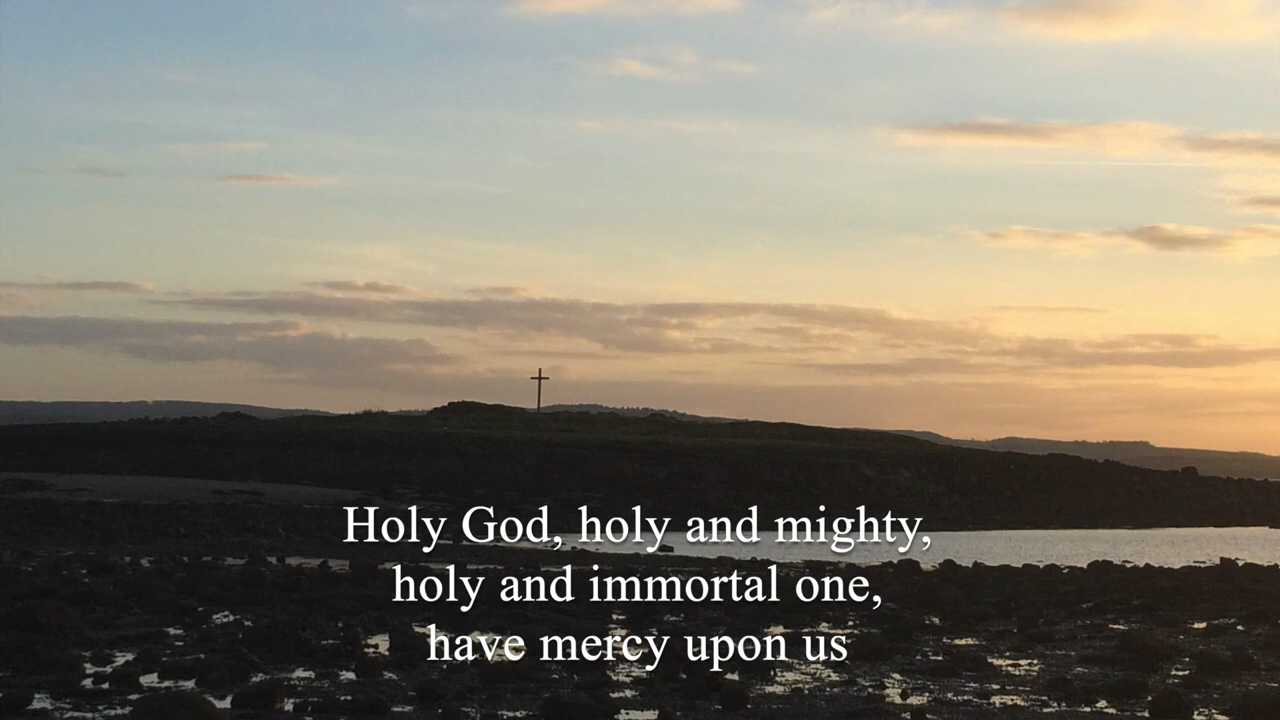 Holy God, holy and mighty,
holy and immortal one,
have mercy upon us